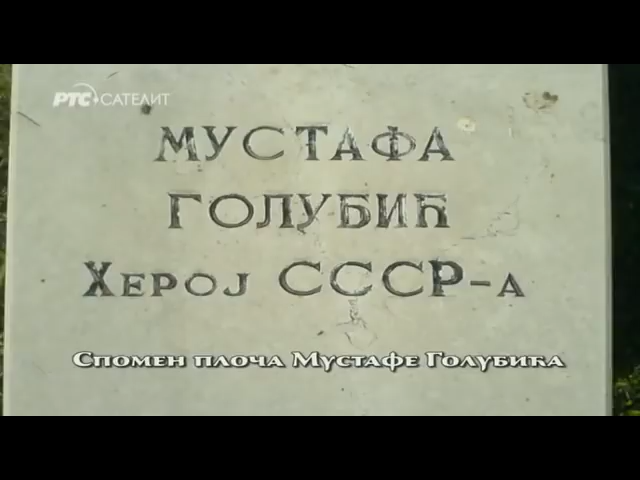 РТС САТЕЛИТ
МУСТАФА
ГОЛУБИЋ
ХЕРОЈ СССР-А
Спомен плоча Мустафе Голубића